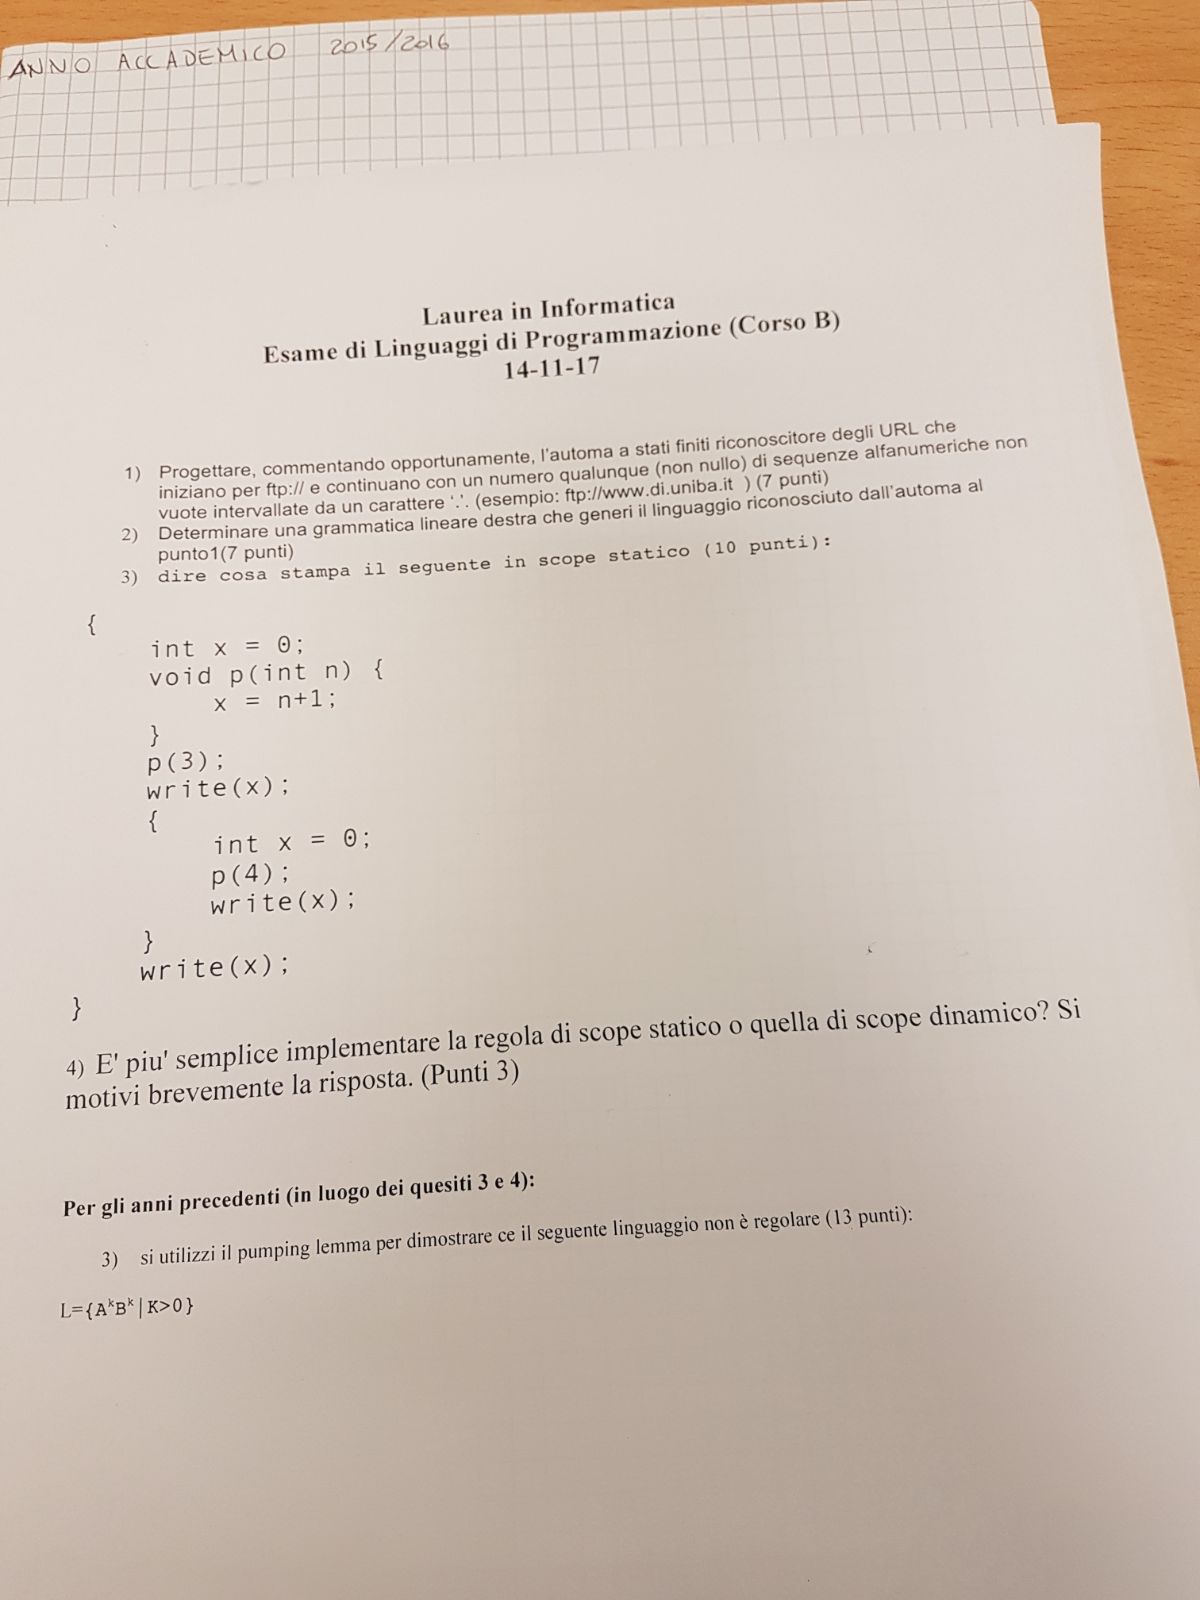 ANNO ACCADEMICO 2015/2016
Laurea in Informatica
Esame di Linguaggi di Programmazione (Corso B)
14-11-17
1) Progettare, commentando opportunamente, l'automa a stati finiti riconoscitore degli URL che
iniziano per ftp:// e continuano con un numero qualunque (non nullo) di sequenze alfanumeriche non
vuote intervallate da un carattere '.'. (esempio: ftp://www.di.uniba.it ) (7 punti)
2) Determinare una grammatica lineare destra che generi il linguaggio riconosciuto dall'automa al
punto1(7 punti)
3) dire cosa stampa il seguente in scope statico (10 punti):
{
int x = 0;
void p(int n) {
x = n+1;
}
p(3);
write(x);
{
int x = 0;
p(4);
write(x);
}
write(x);
}
4) E' piu' semplice implementare la regola di scope statico o quella di scope dinamico? Si
motivi brevemente la risposta. (Punti 3)
Per gli anni precedenti (in luogo dei quesiti 3 e 4):
3) si utilizzi il pumping lemma per dimostrare ce il seguente linguaggio non è regolare (13 punti):
L={AᵏBᵏ|K>0}